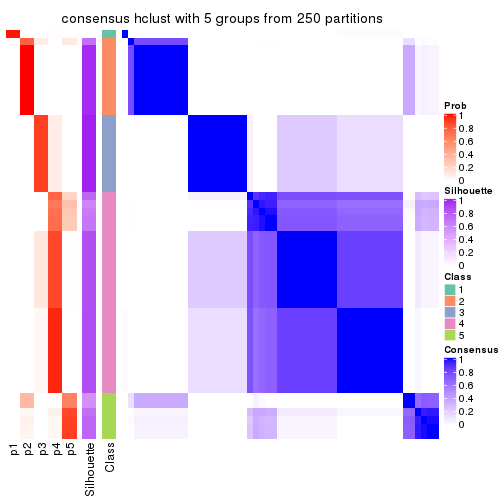 consensus hclust with 5 groups from 250 partitions
Prob
1
0.8
0.6
0.4
0.2
0
Silhouette
1
0.8
0.6
0.4
0.2
0
Class
1
2
3
4
5
Consensus
1
0.8
0.6
0.4
0.2
0
p1
p2
p3
p4
p5
Silhouette
Class